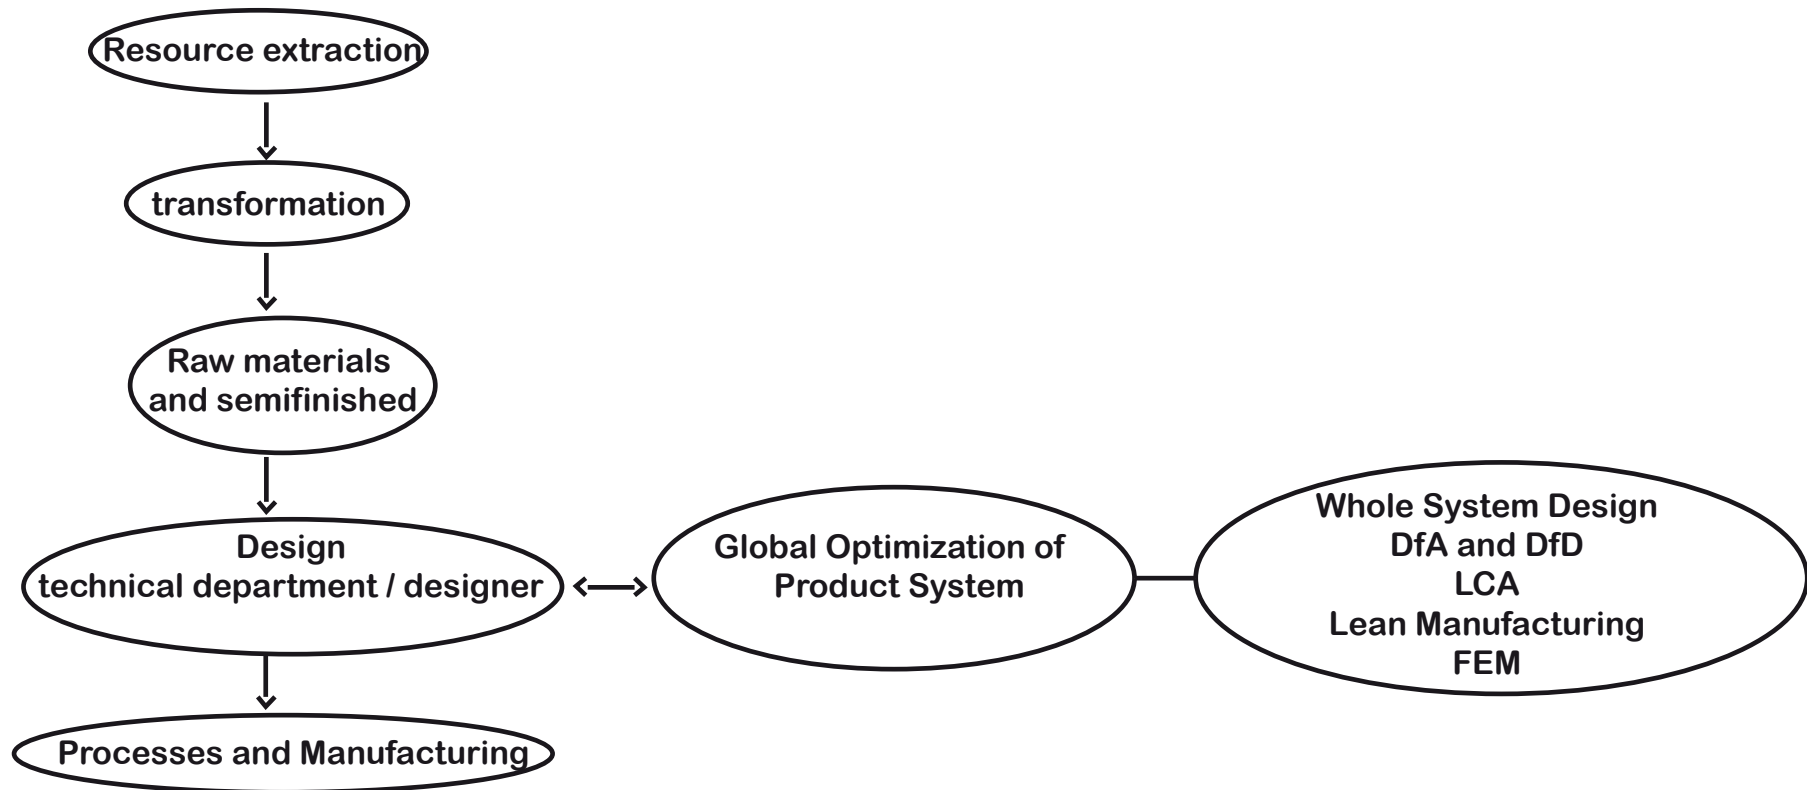 Resource extraction
transformation
Raw materials
and semifinished
Design
technical department / designer
Global Optimization of
Product System
Whole System Design
DfA and DfD
LCA
Lean Manufacturing
FEM
Processes and Manufacturing